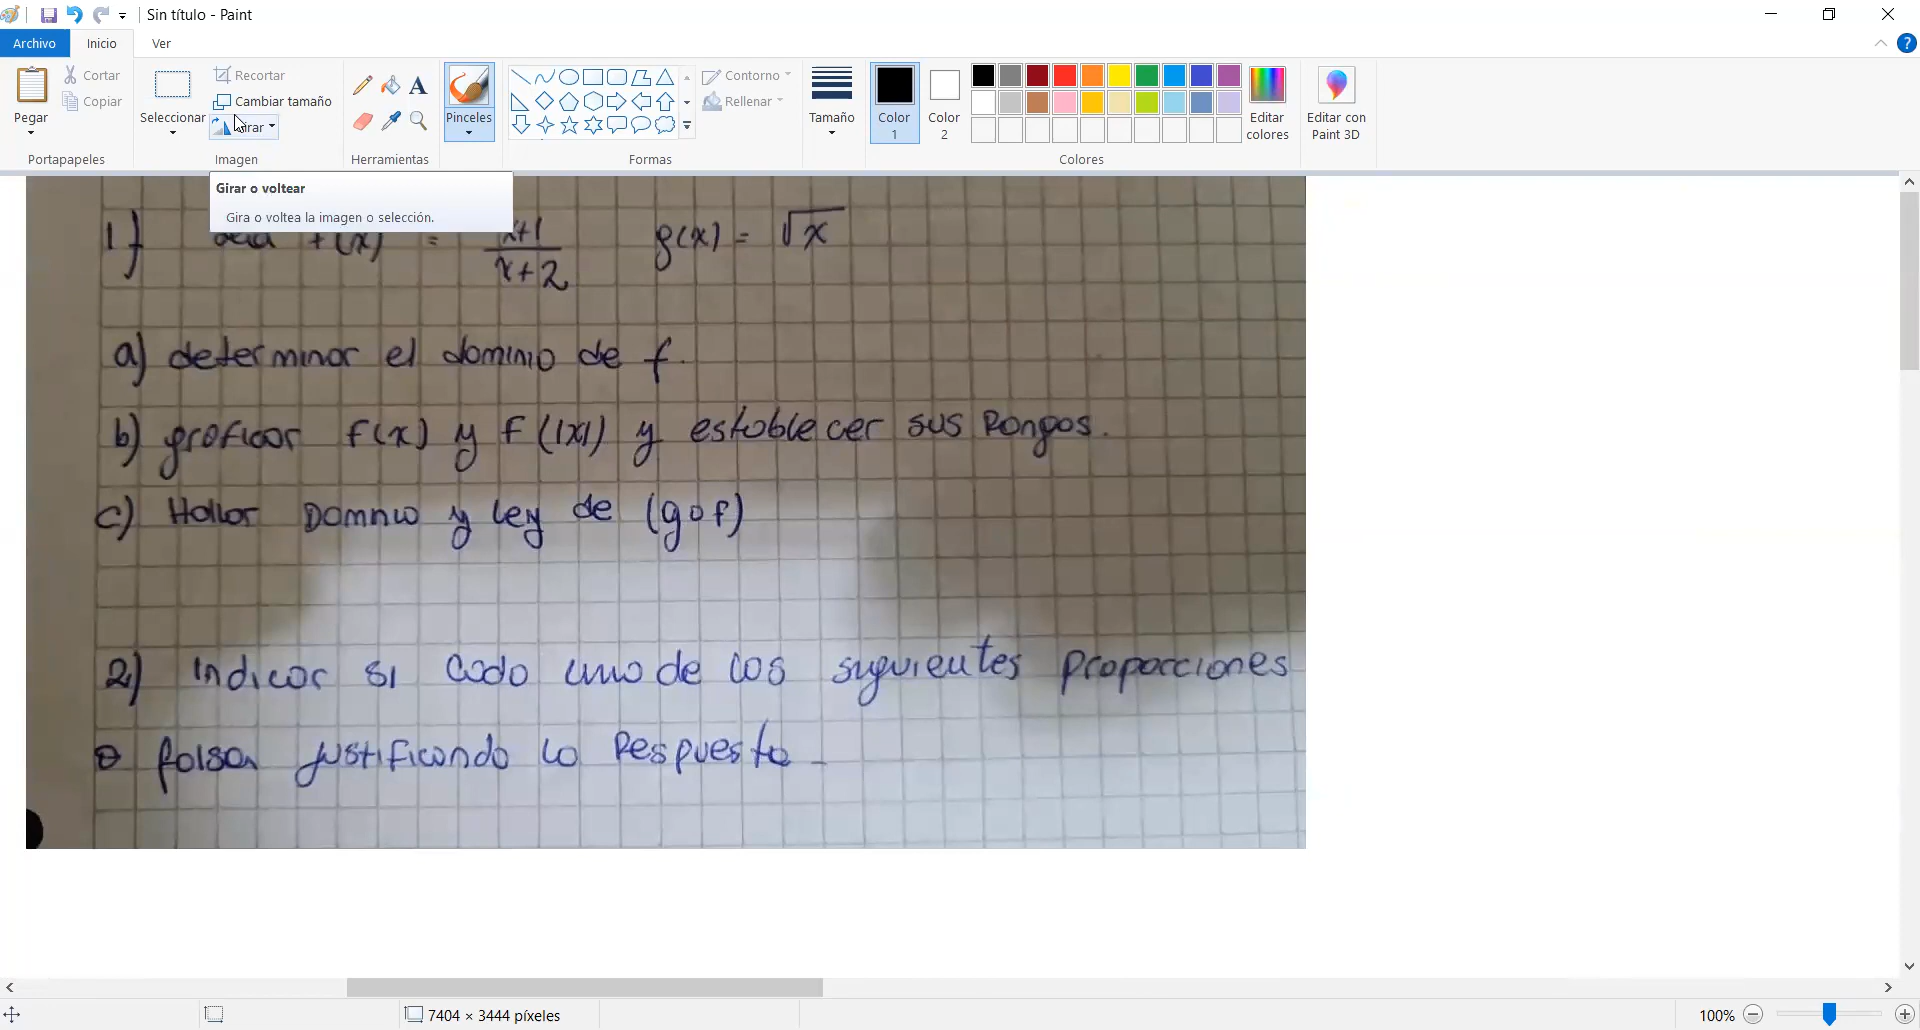 Sin título - Paint
Archivo Inicio Ver
Pegar
Cortar
Copiar
Portapapeles
Seleccionar
Recortar
Cambiar tamaño
Imagen
A
Herramientas
Pinceles
Contorno
Rellenar
Formas
Tamaño
Color 1
Color 2
Editar colores
Colores
Editar con Paint 3D
Girar o voltear
Gira o voltea la imagen o selección.
1} f(x) = x+1/x+2 g(x) = √x
a) determinar el dominio de f.
b) graficar f(x) y f(|x|) y establecer sus Rangos.
c) Hallar Dominio y Ley de (gof)
2) Indicar si cada uno de las siguientes proporciones
o falsa justificando la Respuesta -
7404 × 3444 píxeles
100%